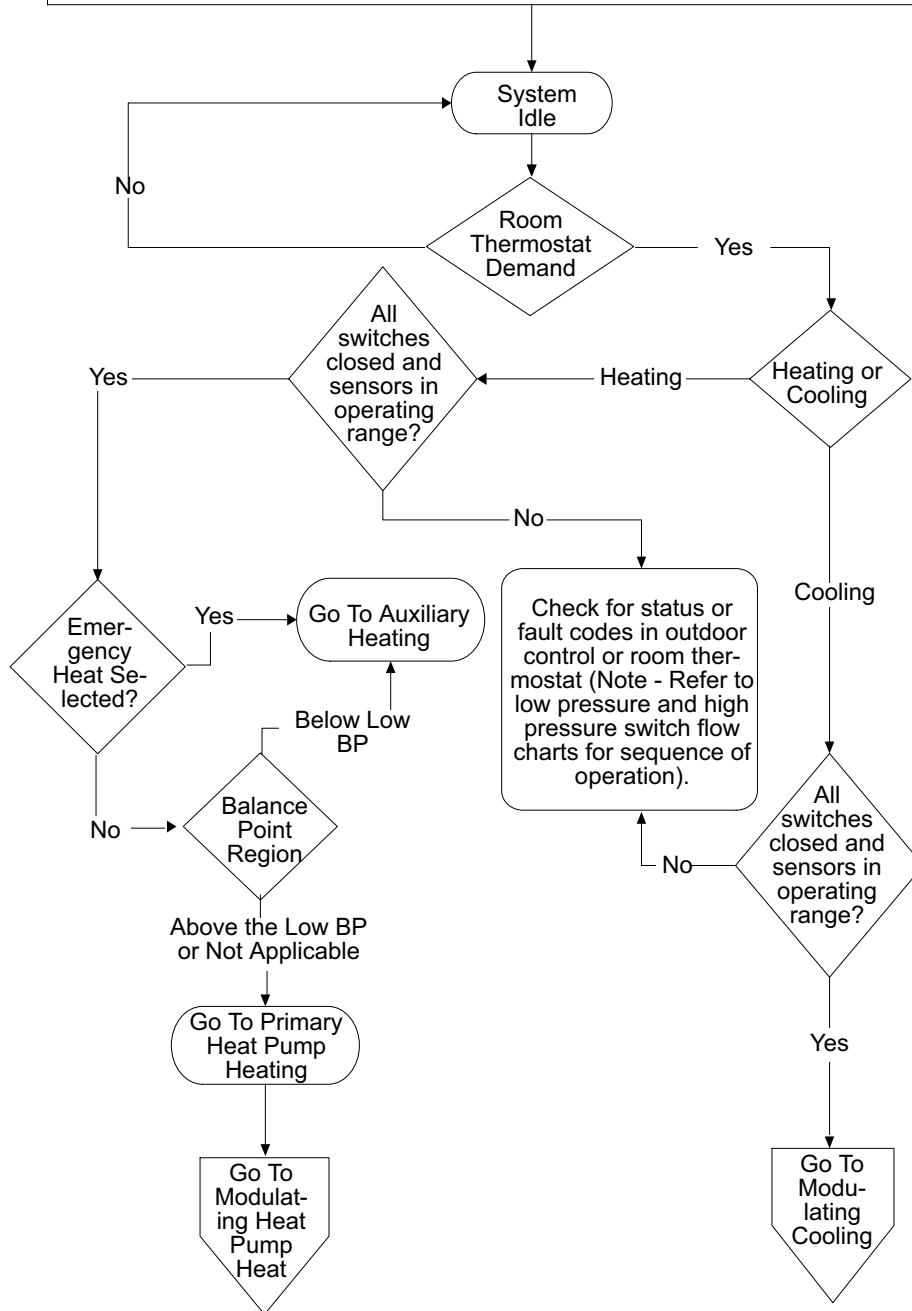 System
Idle
No
Room
Thermostat
Demand
Yes
All
switches
closed and
sensors in
operating
range?
Yes
Heating
Heating or
Cooling
No
Cooling
Emer-
gency
Heat Se-
lected?
Yes
Go To Auxiliary
Heating
Check for status or
fault codes in outdoor
control or room ther-
mostat (Note - Refer to
low pressure and high
pressure switch flow
charts for sequence of
operation).
Below Low
BP
No
Balance
Point
Region
All
switches
closed and
sensors in
operating
range?
No
Above the Low BP
or Not Applicable
Go To Primary
Heat Pump
Heating
Yes
Go To
Modulat-
ing Heat
Pump
Heat
Go To
Modu-
lating
Cooling